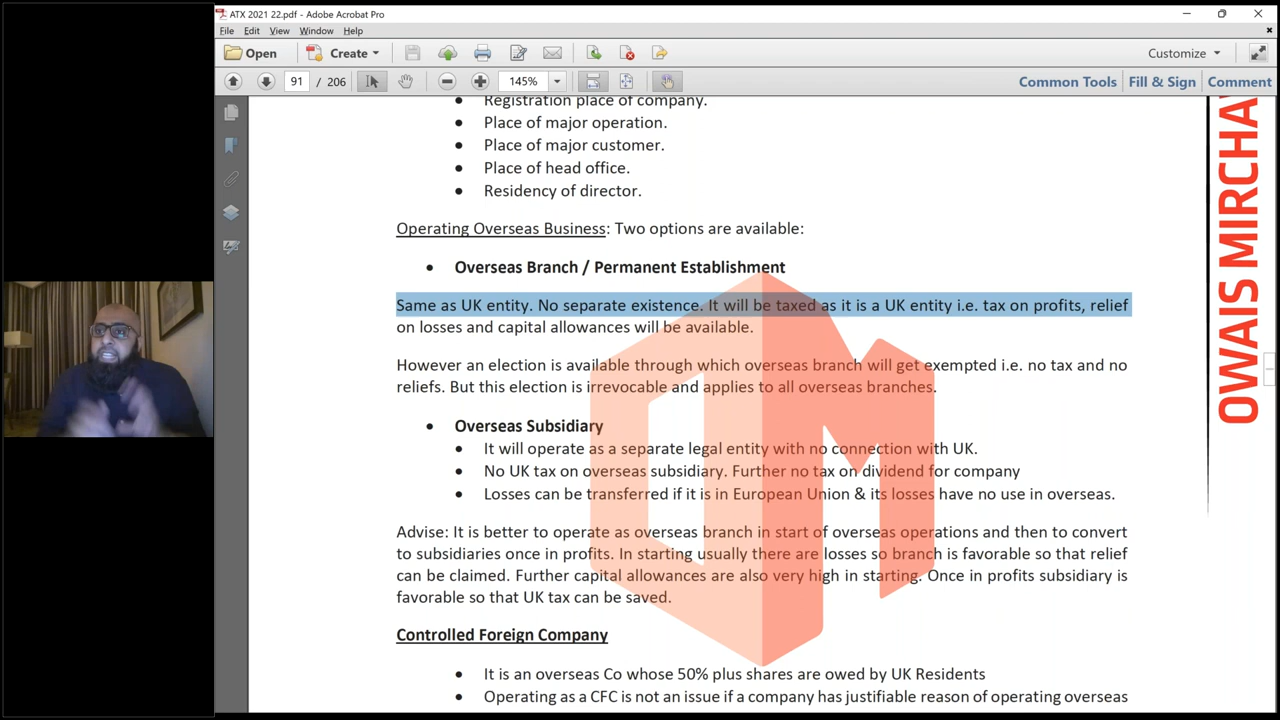 ATX 2021 22.pdf - Adobe Acrobat Pro
File Edit View Window Help
Open Create Customize
91 / 206 145% Common Tools Fill & Sign Comment
• Registration place of company.
• Place of major operation.
• Place of major customer.
• Place of head office.
• Residency of director.
Operating Overseas Business: Two options are available:
• Overseas Branch / Permanent Establishment
Same as UK entity. No separate existence. It will be taxed as it is a UK entity i.e. tax on profits, relief
on losses and capital allowances will be available.
However an election is available through which overseas branch will get exempted i.e. no tax and no
reliefs. But this election is irrevocable and applies to all overseas branches.
• Overseas Subsidiary
• It will operate as a separate legal entity with no connection with UK.
• No UK tax on overseas subsidiary. Further no tax on dividend for company
• Losses can be transferred if it is in European Union & its losses have no use in overseas.
Advise: It is better to operate as overseas branch in start of overseas operations and then to convert
to subsidiaries once in profits. In starting usually there are losses so branch is favorable so that relief
can be claimed. Further capital allowances are also very high in starting. Once in profits subsidiary is
favorable so that UK tax can be saved.
Controlled Foreign Company
• It is an overseas Co whose 50% plus shares are owed by UK Residents
• Operating as a CFC is not an issue if a company has justifiable reason of operating overseas
OWAIS MIRCHA